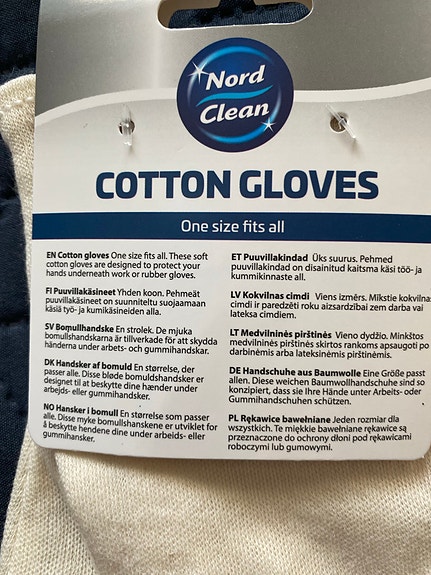 Nord
Clean
COTTON GLOVES
One size fits all
EN Cotton gloves One size fits all. These soft
cotton gloves are designed to protect your
hands underneath work or rubber gloves.
FI Puuvillakäsineet Yhden koon. Pehmeät
puuvillakäsineet on suunniteltu suojaamaan
käsiä työ- ja kumikäsineiden alla.
SV Bomullhandske En strolek. De mjuka
bomullshandskarna är tillverkade för att skydda
händerna under arbets- och gummihandskar.
DK Handsker af bomuld En størrelse, der
passer alle. Disse bløde bomuldshandsker er
designet til at beskytte dine hænder under
arbejds- eller gummihandsker.
NO Hansker i bomull En størrelse som passer
alle. Disse myke bomullshanskene er utviklet for
å beskytte hendene dine under arbeids- eller
gummihansker.
ET Puuvillakindad Üks suurus. Pehmed
puuvillakindad on disainitud kaitsma käsi töö- ja
kummikinnaste all.
LV Kokvilnas cimdi Viens izmērs. Mīkstie kokvilnas
cimdi ir paredzēti roku aizsardzībai zem darba vai
lateksa cimdiem.
LT Medvilninės pirštinės Vieno dydžio. Minkštos
medvilninės pirštinės skirtos rankoms apsaugoti po
darbinėmis arba lateksinėmis pirštinėmis.
DE Handschuhe aus Baumwolle Eine Größe passt
allen. Diese weichen Baumwollhandschuhe sind so
konzipiert, dass sie Ihre Hände unter Arbeits- oder
Gummihandschuhen schützen.
PL Rękawice bawełniane Jeden rozmiar dla
wszystkich. Te miękkie bawełniane rękawice są
przeznaczone do ochrony dłoni pod rękawicami
roboczymi lub gumowymi.